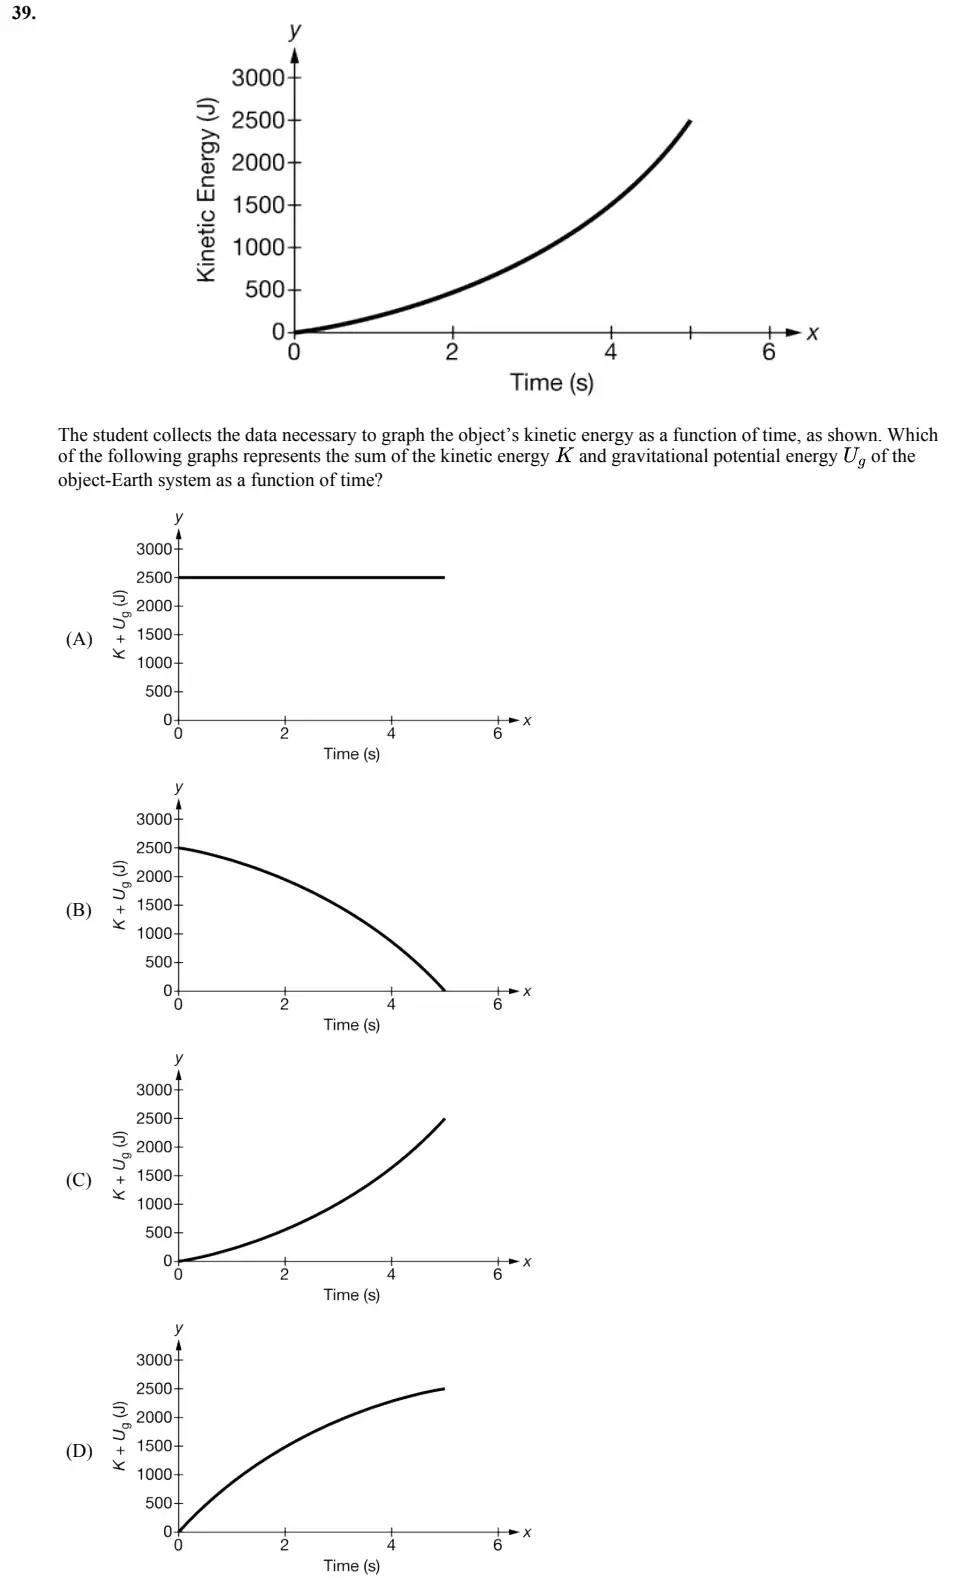 39.
y
3000
2500
2000
1500
1000
500
0
Kinetic Energy (J)
0 2 4 6 x
Time (s)
The student collects the data necessary to graph the object’s kinetic energy as a function of time, as shown. Which
of the following graphs represents the sum of the kinetic energy K and gravitational potential energy Ug of the
object-Earth system as a function of time?
(A)
y
3000
2500
2000
1500
1000
500
0
K + Ug (J)
0 2 4 6 x
Time (s)
(B)
y
3000
2500
2000
1500
1000
500
0
K + Ug (J)
0 2 4 6 x
Time (s)
(C)
y
3000
2500
2000
1500
1000
500
0
K + Ug (J)
0 2 4 6 x
Time (s)
(D)
y
3000
2500
2000
1500
1000
500
0
K + Ug (J)
0 2 4 6 x
Time (s)